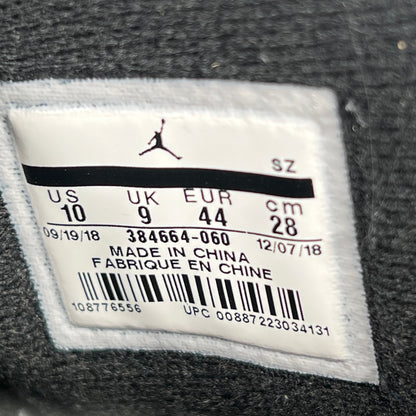 SZ
US UK EUR cm
10 9 44 28
09/19/18 384664-060 12/07/18
MADE IN CHINA
FABRIQUE EN CHINE
108776556 UPC 00887223034131